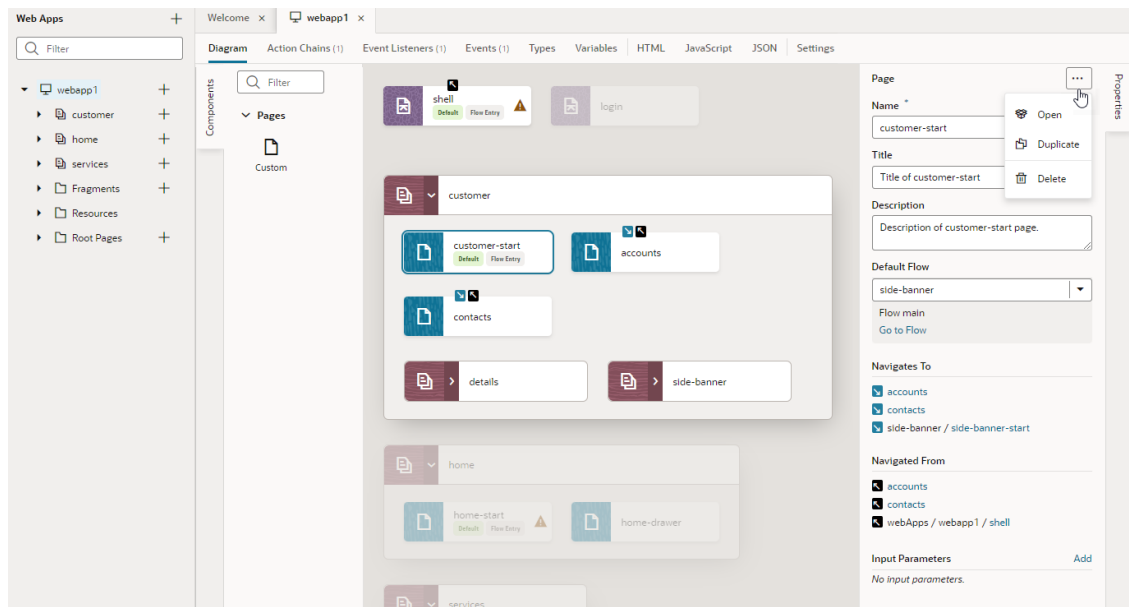 Web Apps
Filter
webapp1
customer
home
services
Fragments
Resources
Root Pages
Welcome
webapp1
Diagram
Action Chains (1)
Event Listeners (1)
Events (1)
Types
Variables
HTML
JavaScript
JSON
Settings
Components
Filter
Pages
Custom
shell
Default Flow Entry
login
customer
customer-start
Default Flow Entry
accounts
contacts
details
side-banner
home
home-start
Default Flow Entry
home-drawer
services
Page
Name *
customer-start
Title
Title of customer-start
Description
Description of customer-start page.
Default Flow
side-banner
Flow main
Go to Flow
Navigates To
accounts
contacts
side-banner / side-banner-start
Navigated From
accounts
contacts
webApps / webapp1 / shell
Input Parameters
Add
No input parameters.
Open
Duplicate
Delete
Properties